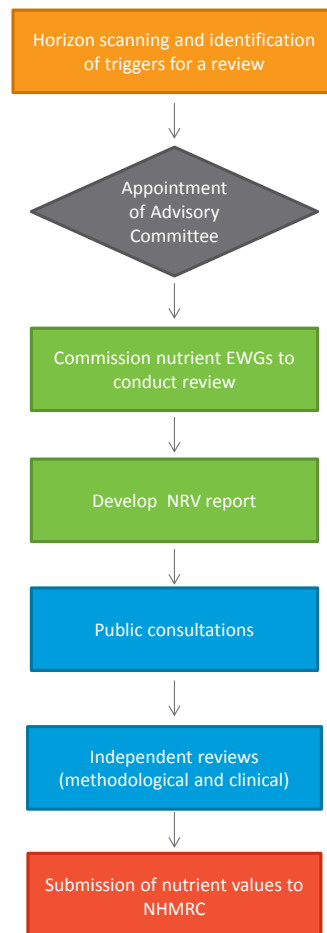 Horizon scanning and identification
of triggers for a review
Appointment
of Advisory
Committee
Commission nutrient EWGs to
conduct review
Develop  NRV report
Public consultations
Independent reviews
(methodological and clinical)
Submission of nutrient values to
NHMRC